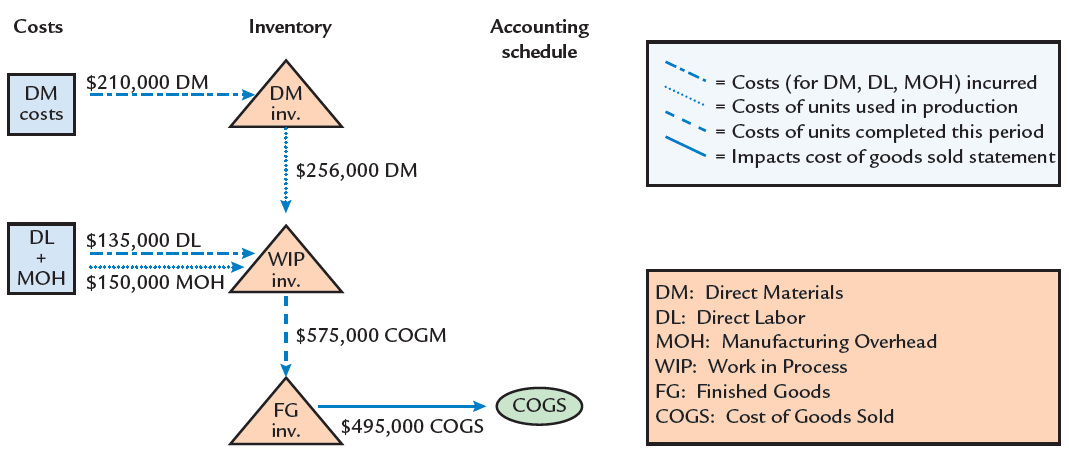 Costs
Inventory
Accounting
schedule
DM
costs
$210,000 DM
DM
inv.
$256,000 DM
DL
+
MOH
$135,000 DL
$150,000 MOH
WIP
inv.
$575,000 COGM
FG
inv.
$495,000 COGS
COGS
= Costs (for DM, DL, MOH) incurred
= Costs of units used in production
= Costs of units completed this period
= Impacts cost of goods sold statement
DM: Direct Materials
DL: Direct Labor
MOH: Manufacturing Overhead
WIP: Work in Process
FG: Finished Goods
COGS: Cost of Goods Sold